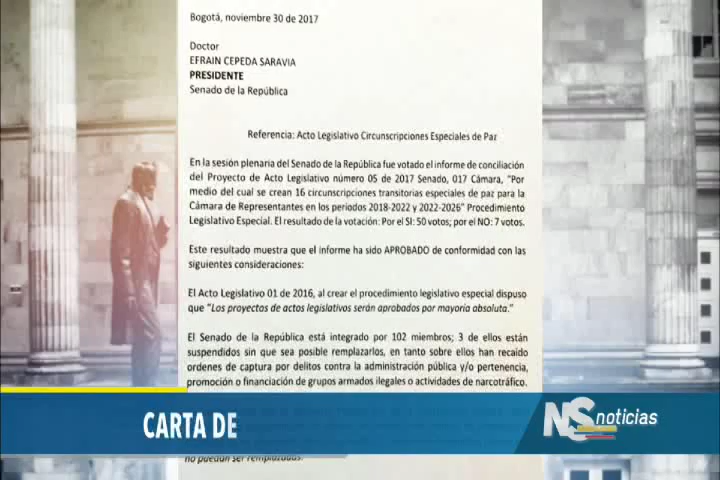 Bogotá, noviembre 30 de 2017
Doctor
EFRAIN CEPEDA SARAVIA
PRESIDENTE
Senado de la República
Referencia: Acto Legislativo Circunscripciones Especiales de Paz
En la sesión plenaria del Senado de la República fue votado el informe de conciliación
del Proyecto de Acto Legislativo número 05 de 2017 Senado, 017 Cámara, "Por
medio del cual se crean 16 circunscripciones transitorias especiales de paz para la
Cámara de Representantes en los periodos 2018-2022 y 2022-2026" Procedimiento
Legislativo Especial. El resultado de la votación: Por el SI: 50 votos; por el NO: 7 votos.
Este resultado muestra que el informe ha sido APROBADO de conformidad con las
siguientes consideraciones:
El Acto Legislativo 01 de 2016, al crear el procedimiento legislativo especial dispuso
que "Los proyectos de actos legislativos serán aprobados por mayoría absoluta."
El Senado de la República está integrado por 102 miembros; 3 de ellos están
suspendidos sin que sea posible remplazarlos, en tanto sobre ellos han recaído
ordenes de captura por delitos contra la administración pública y/o pertenencia,
promoción o financiación de grupos armados ilegales o actividades de narcotráfico.
CARTA DE
NS noticias
no puedan ser remplazadas.